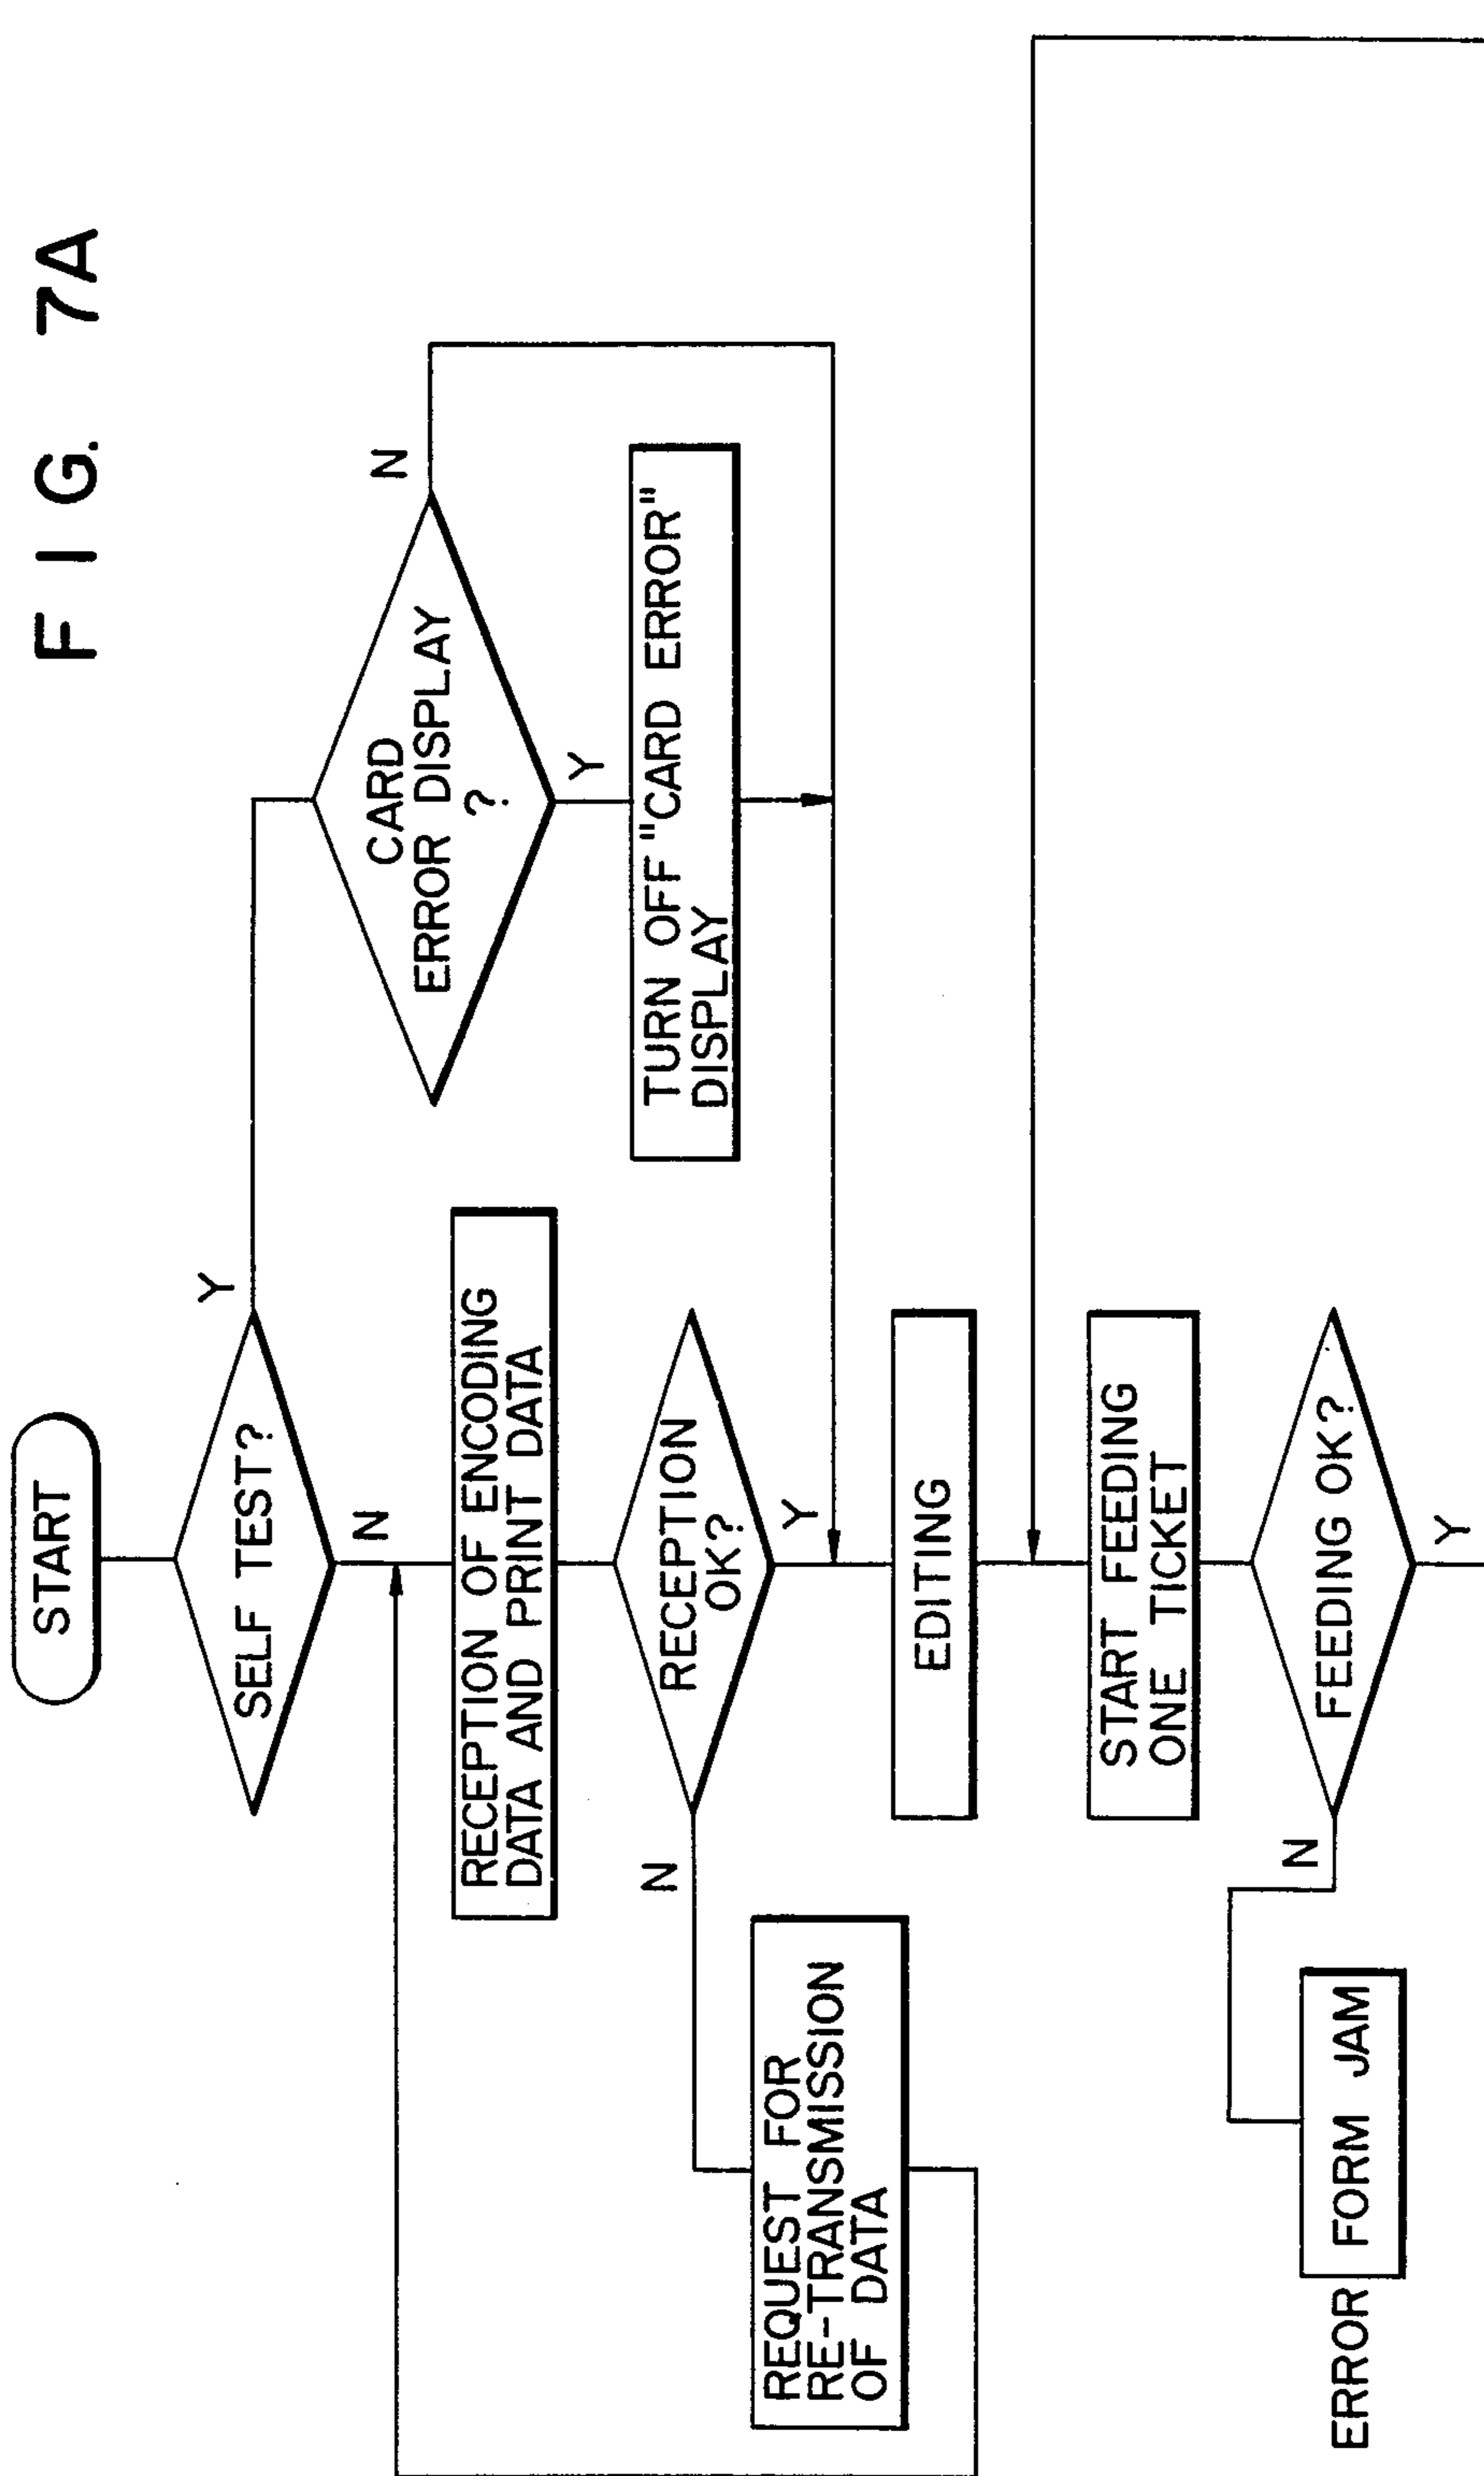 F I G. 7A
START
SELF TEST?
Y
N
CARD
ERROR DISPLAY
?
N
Y
TURN OFF "CARD ERROR"
DISPLAY
RECEPTION OF ENCODING
DATA AND PRINT DATA
RECEPTION
OK?
N
Y
REQUEST FOR
RE-TRANSMISSION
OF DATA
EDITING
START FEEDING
ONE TICKET
FEEDING OK?
N
Y
ERROR
FORM JAM